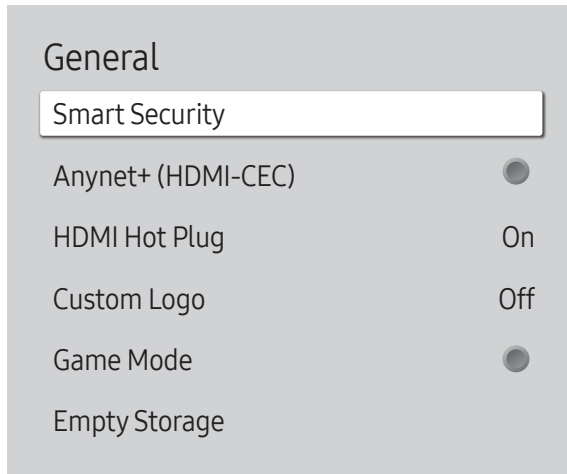 General
Smart Security
Anynet+ (HDMI-CEC)
HDMI Hot Plug On
Custom Logo Off
Game Mode
Empty Storage